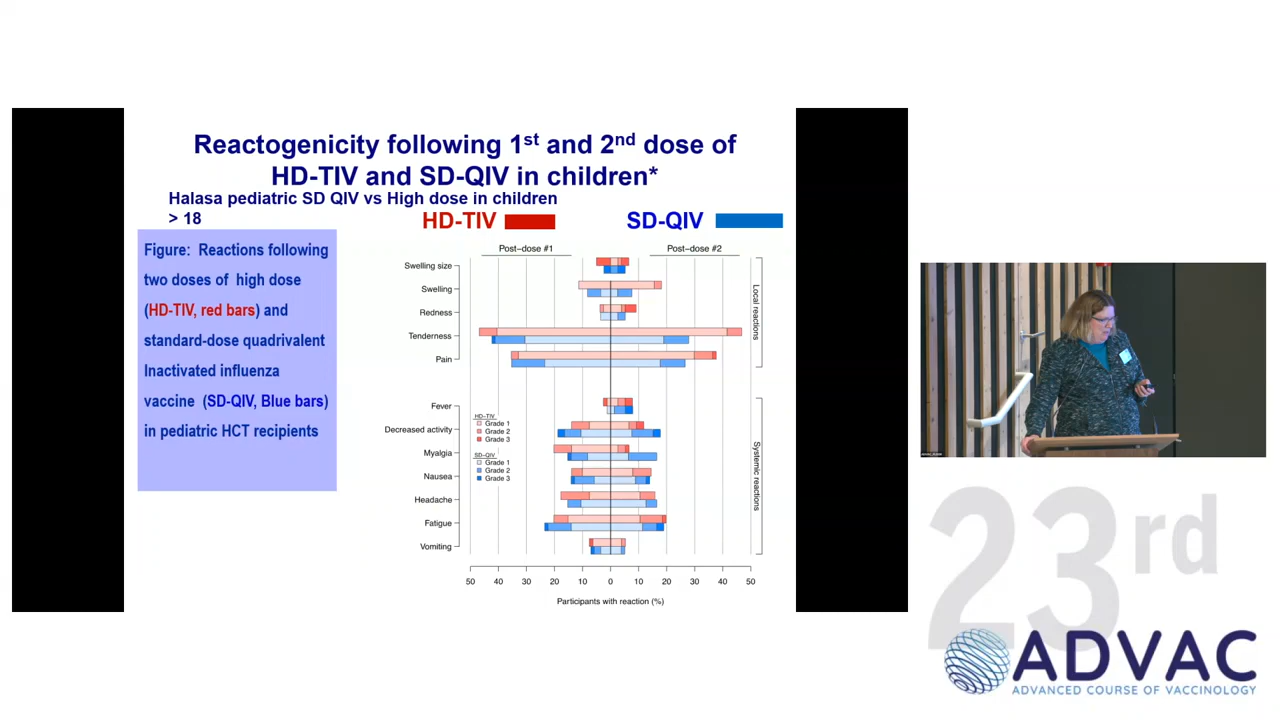 Reactogenicity following 1st and 2nd dose of
HD-TIV and SD-QIV in children*
Halasa pediatric SD QIV vs High dose in children
> 18
HD-TIV
SD-QIV
Figure: Reactions following
two doses of high dose
(HD-TIV, red bars) and
standard-dose quadrivalent
Inactivated influenza
vaccine (SD-QIV, Blue bars)
in pediatric HCT recipients
Post–dose #1
Post–dose #2
Swelling size
Swelling
Redness
Tenderness
Pain
Local reactions
Fever
Decreased activity
Myalgia
Nausea
Headache
Fatigue
Vomiting
Systemic reactions
HD-TIV
Grade 1
Grade 2
Grade 3
SD-QIV
Grade 1
Grade 2
Grade 3
50 40 30 20 10 0 10 20 30 40 50
Participants with reaction (%)
23rd
ADVAC
ADVANCED COURSE OF VACCINOLOGY